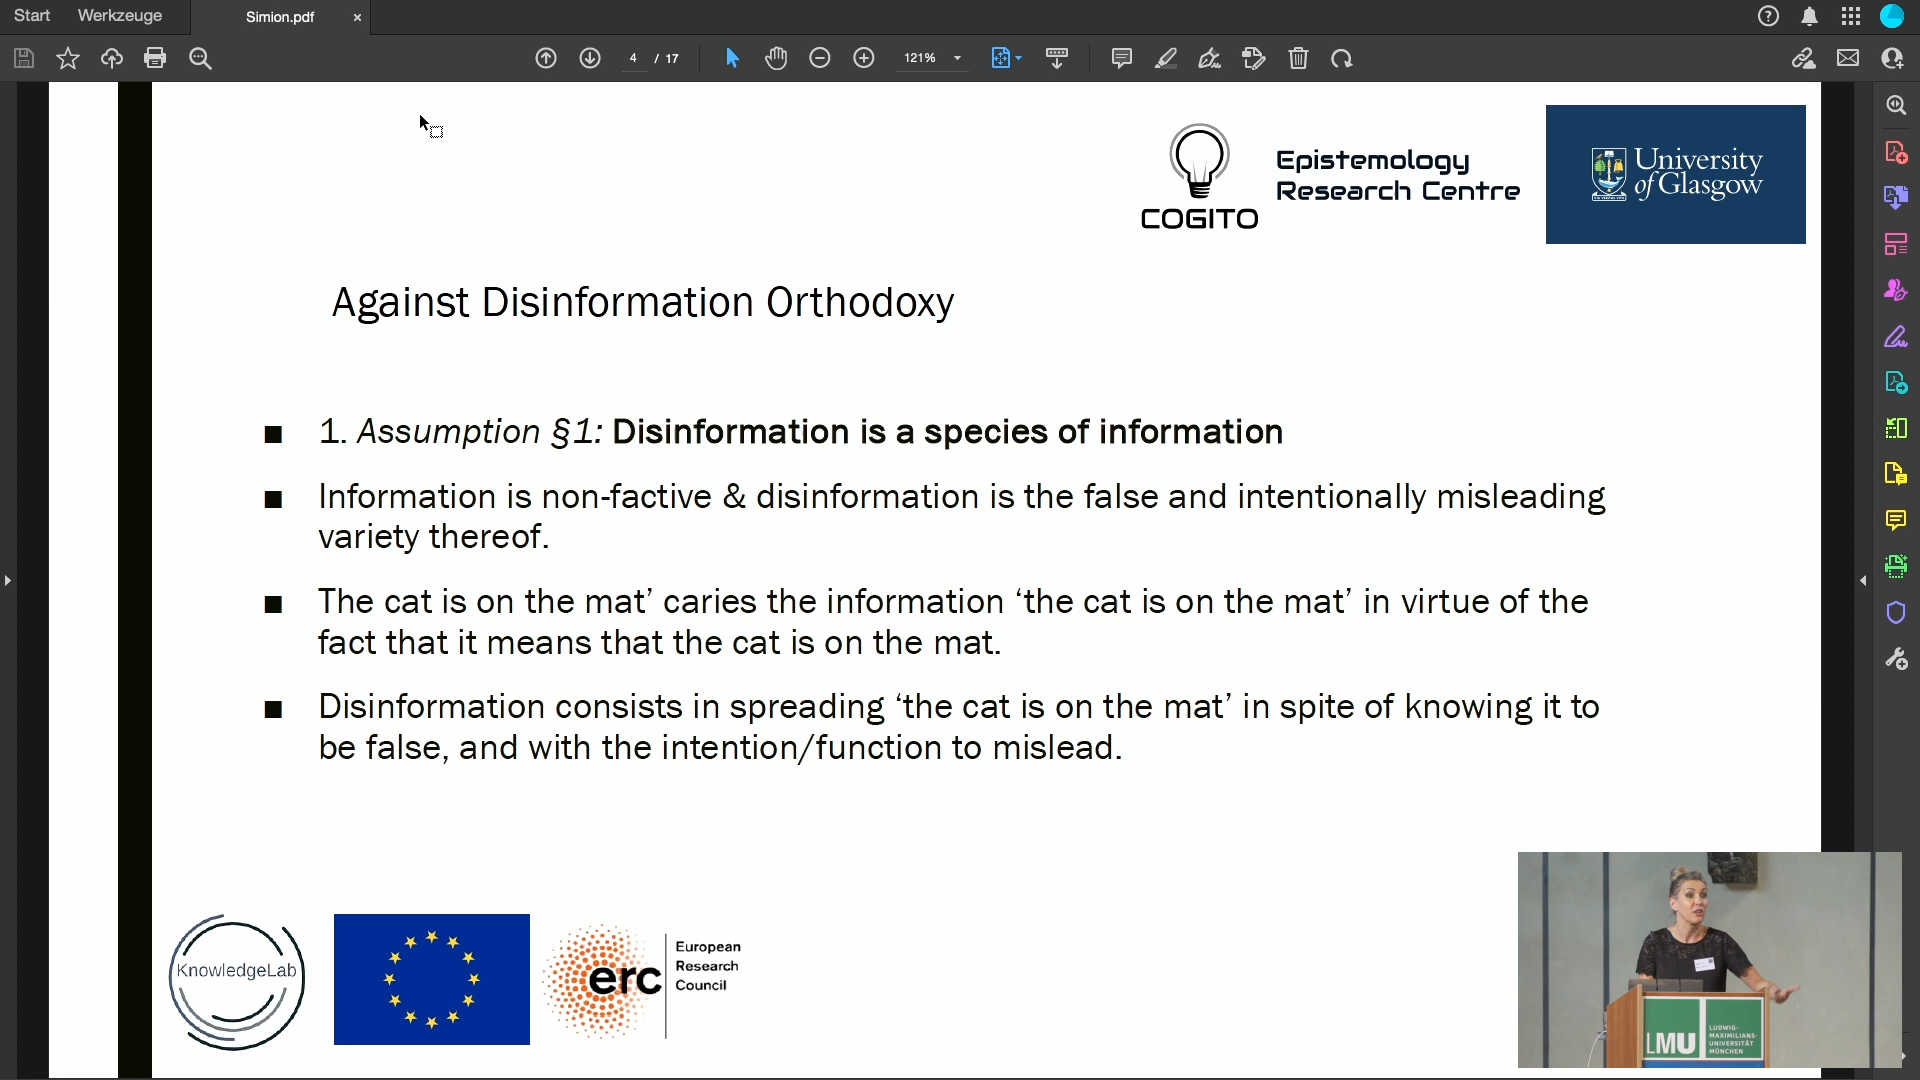 Start Werkzeuge Simion.pdf ×
4 / 17 121%
COGITO
Epistemology
Research Centre
University
of Glasgow
Against Disinformation Orthodoxy
■ 1. Assumption §1: Disinformation is a species of information
■ Information is non-factive & disinformation is the false and intentionally misleading
variety thereof.
■ The cat is on the mat’ caries the information ‘the cat is on the mat’ in virtue of the
fact that it means that the cat is on the mat.
■ Disinformation consists in spreading ‘the cat is on the mat’ in spite of knowing it to
be false, and with the intention/function to mislead.
KnowledgeLab
erc
European
Research
Council
LMU
LUDWIG-
MAXIMILIANS-
UNIVERSITÄT
MÜNCHEN